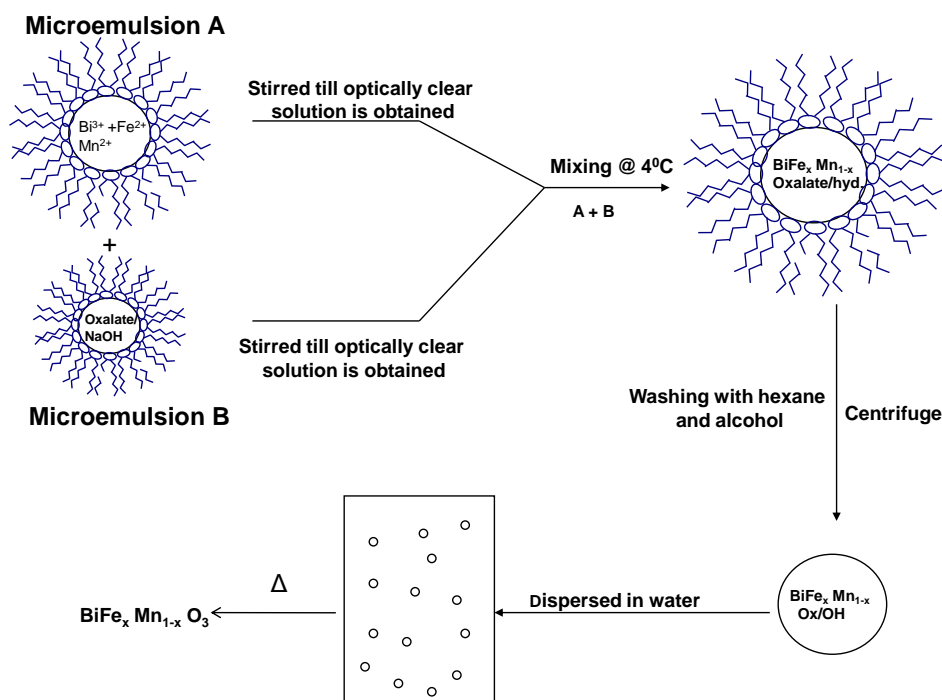 Microemulsion A
Bi³⁺ +Fe²⁺
Mn²⁺
+
Oxalate/
NaOH
Microemulsion B
Stirred till optically clear
solution is obtained
Stirred till optically clear
solution is obtained
Mixing @ 4⁰C
A + B
BiFeₓ Mn₁₋ₓ
Oxalate/hyd.
Washing with hexane
and alcohol
Centrifuge
BiFeₓ Mn₁₋ₓ
Ox/OH
Dispersed in water
Δ
BiFeₓ Mn₁₋ₓ O₃